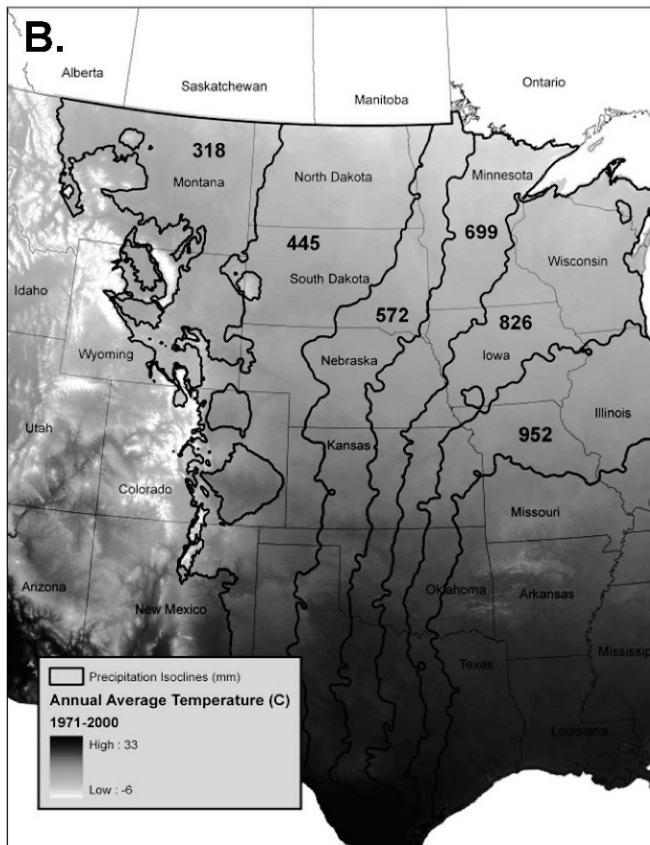 B.
Alberta
Saskatchewan
Manitoba
Ontario
318
Montana
North Dakota
Minnesota
445
699
South Dakota
Wisconsin
Idaho
572
826
Wyoming
Nebraska
Iowa
Utah
Illinois
Kansas
952
Colorado
Missouri
Arizona
New Mexico
Oklahoma
Arkansas
Texas
Mississip
Louisiana
Precipitation Isoclines (mm)
Annual Average Temperature (C)
1971-2000
High : 33
Low : -6